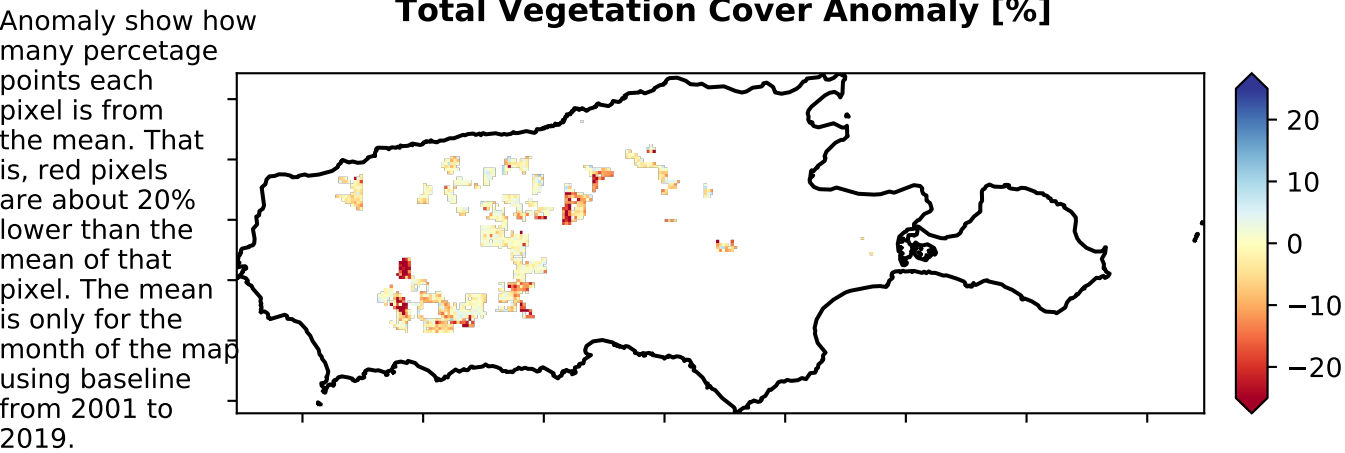 Total Vegetation Cover Anomaly [%]
Anomaly show how
many percetage
points each
pixel is from
the mean. That
is, red pixels
are about 20%
lower than the
mean of that
pixel. The mean
is only for the
month of the map
using baseline
from 2001 to
2019.
20
10
0
−10
−20